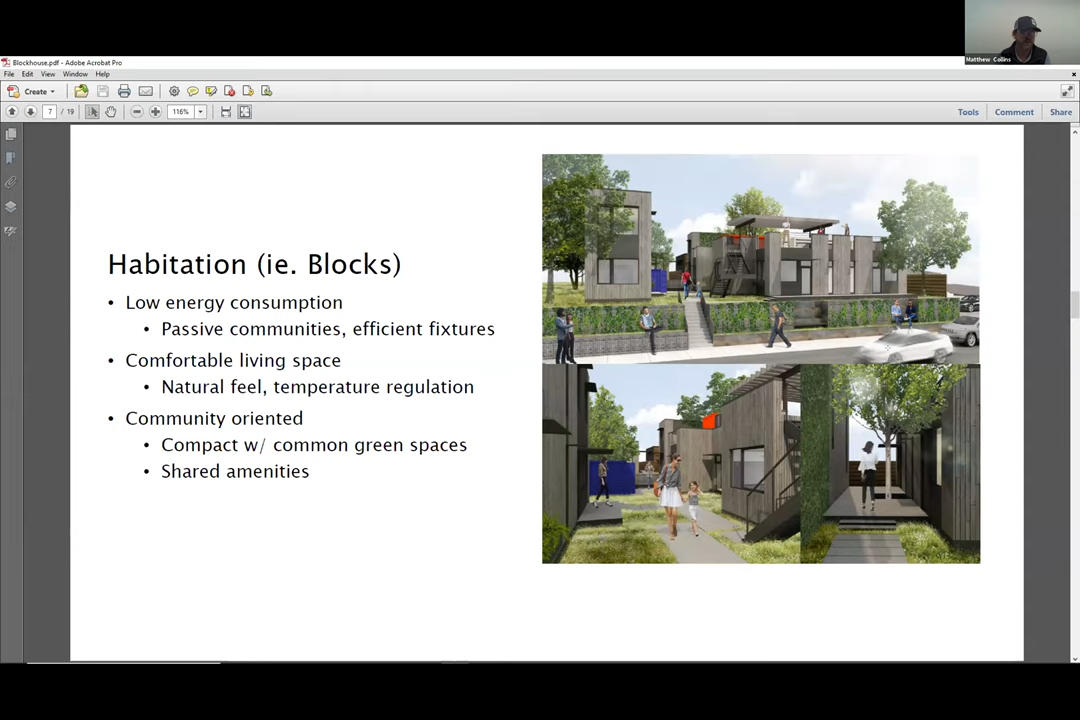 Matthew Collins
Blockhouse.pdf - Adobe Acrobat Pro
File Edit View Window Help
Create
7 / 19 116% Tools Comment Share
Habitation (ie. Blocks)
• Low energy consumption
• Passive communities, efficient fixtures
• Comfortable living space
• Natural feel, temperature regulation
• Community oriented
• Compact w/ common green spaces
• Shared amenities